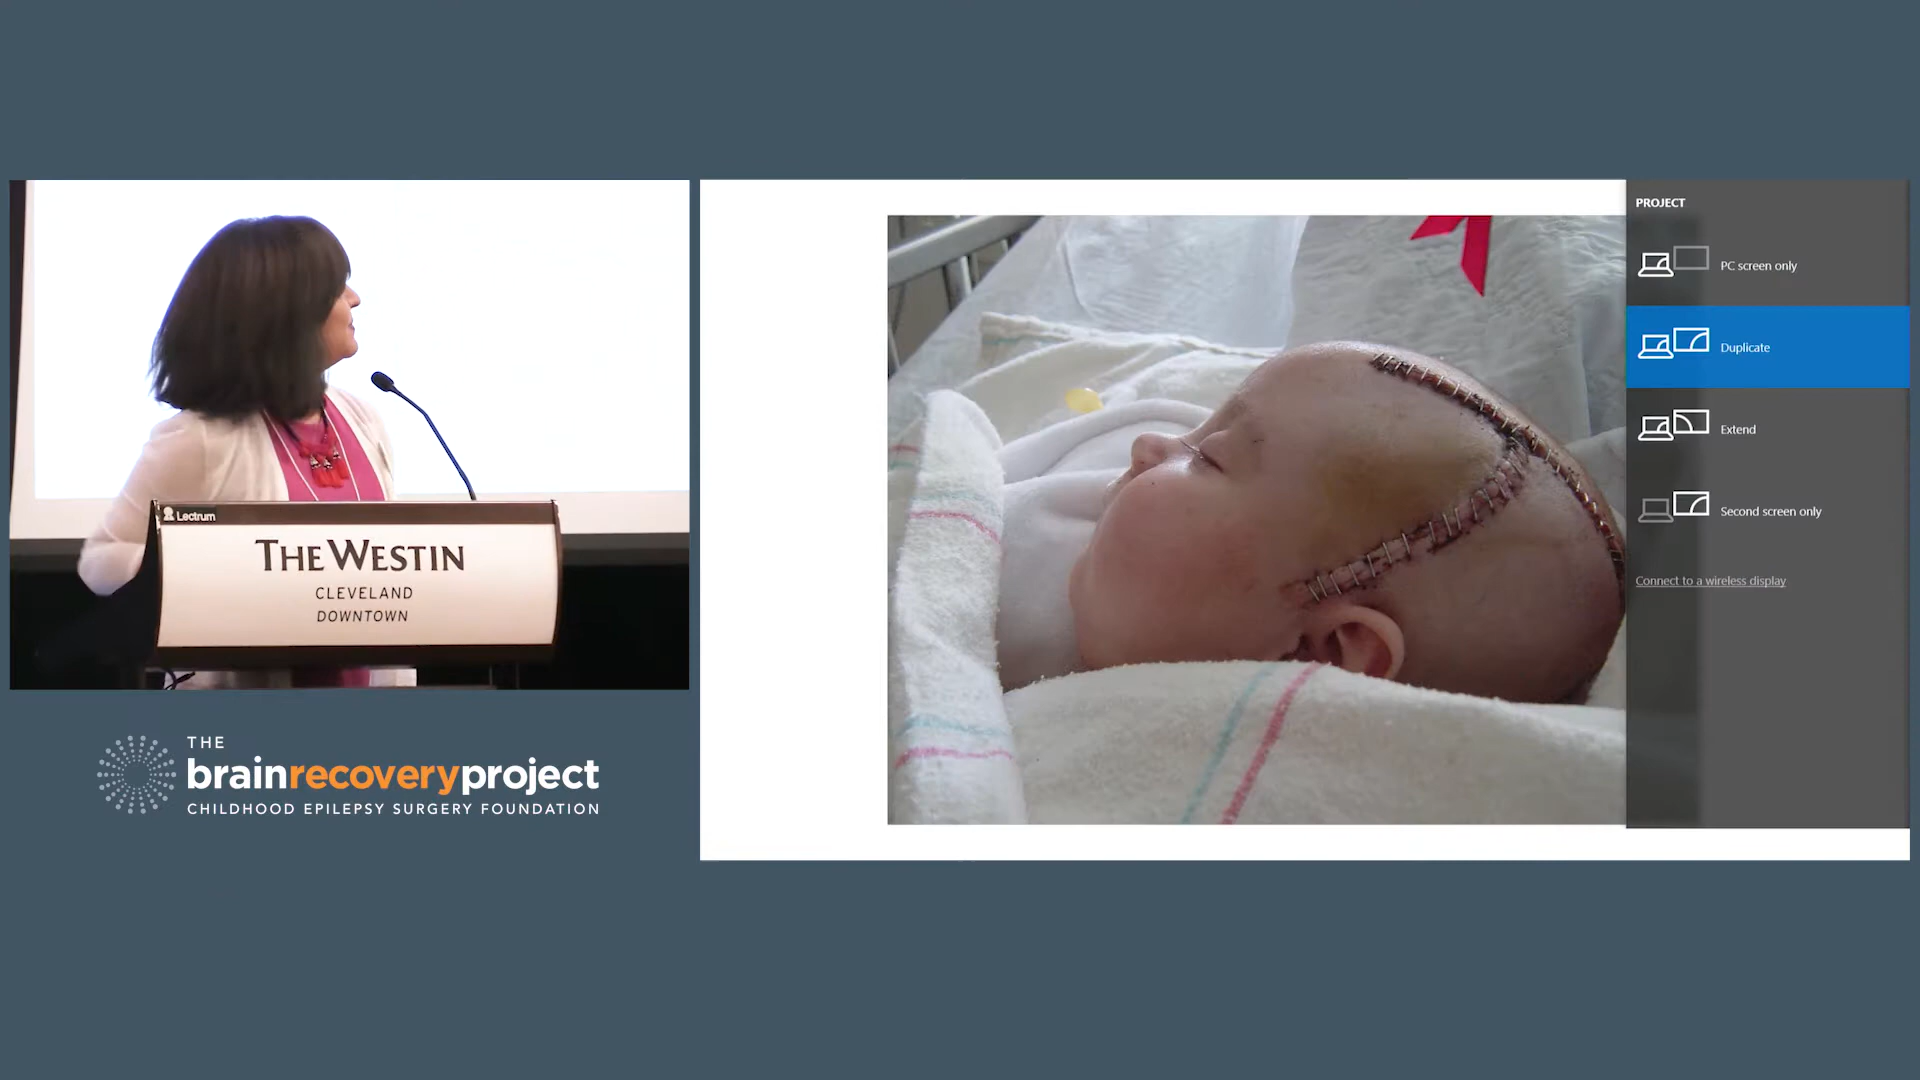 Lectrum
THE WESTIN
CLEVELAND
DOWNTOWN
THE
brainrecoveryproject
CHILDHOOD EPILEPSY SURGERY FOUNDATION
PROJECT
PC screen only
Duplicate
Extend
Second screen only
Connect to a wireless display